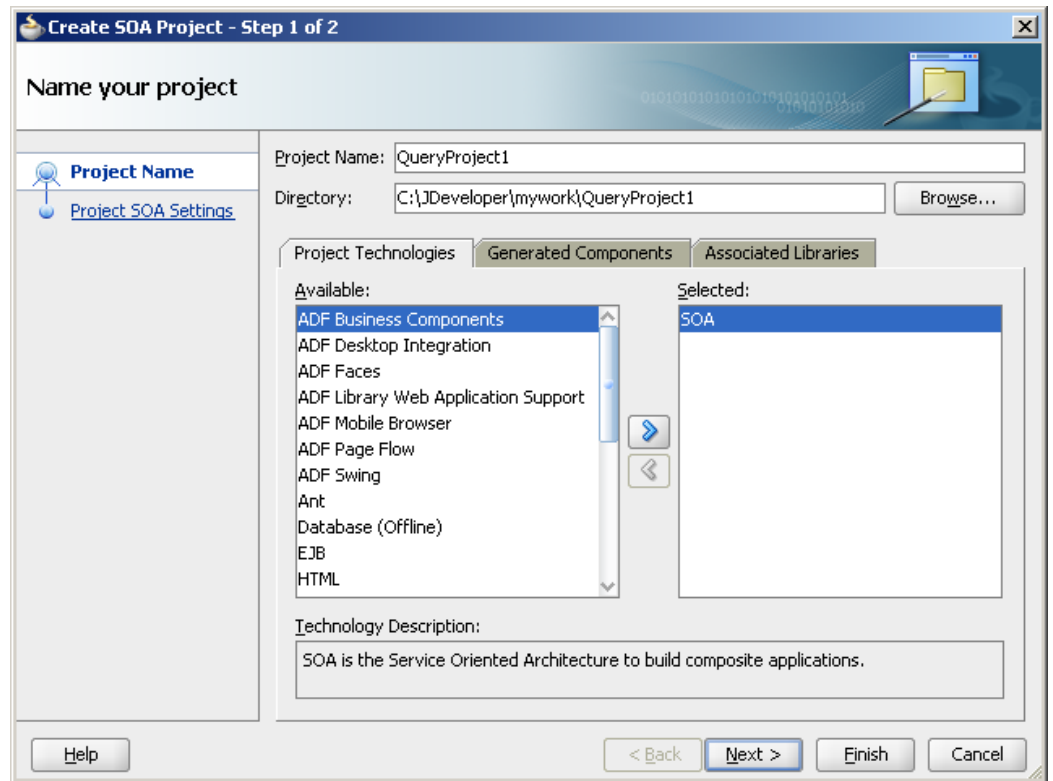 Create SOA Project - Step 1 of 2
Name your project
010101010101010101010101
01010101010
Project Name
Project SOA Settings
Project Name: QueryProject1
Directory: C:\JDeveloper\mywork\QueryProject1 Browse...
Project Technologies Generated Components Associated Libraries
Available: Selected:
ADF Business Components SOA
ADF Desktop Integration
ADF Faces
ADF Library Web Application Support
ADF Mobile Browser
ADF Page Flow
ADF Swing
Ant
Database (Offline)
EJB
HTML
Technology Description:
SOA is the Service Oriented Architecture to build composite applications.
Help < Back Next > Finish Cancel